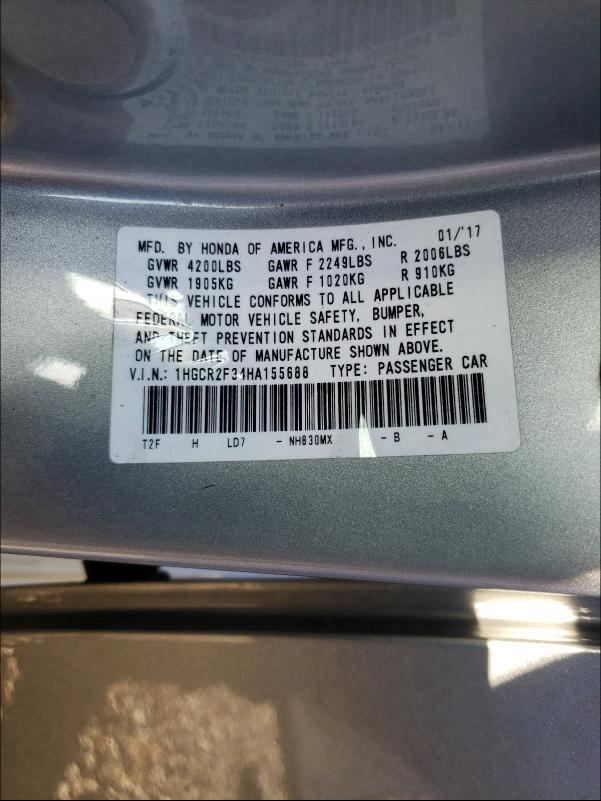 MFD. BY HONDA OF AMERICA MFG., INC. 01/'17
GVWR 4200LBS GAWR F 2249LBS R 2006LBS
GVWR 1905KG GAWR F 1020KG R 910KG
THIS VEHICLE CONFORMS TO ALL APPLICABLE
FEDERAL MOTOR VEHICLE SAFETY, BUMPER,
AND THEFT PREVENTION STANDARDS IN EFFECT
ON THE DATE OF MANUFACTURE SHOWN ABOVE.
V.I.N.: 1HGCR2F34HA155688 TYPE: PASSENGER CAR
T2F H LD7 - NH830MX - B - A